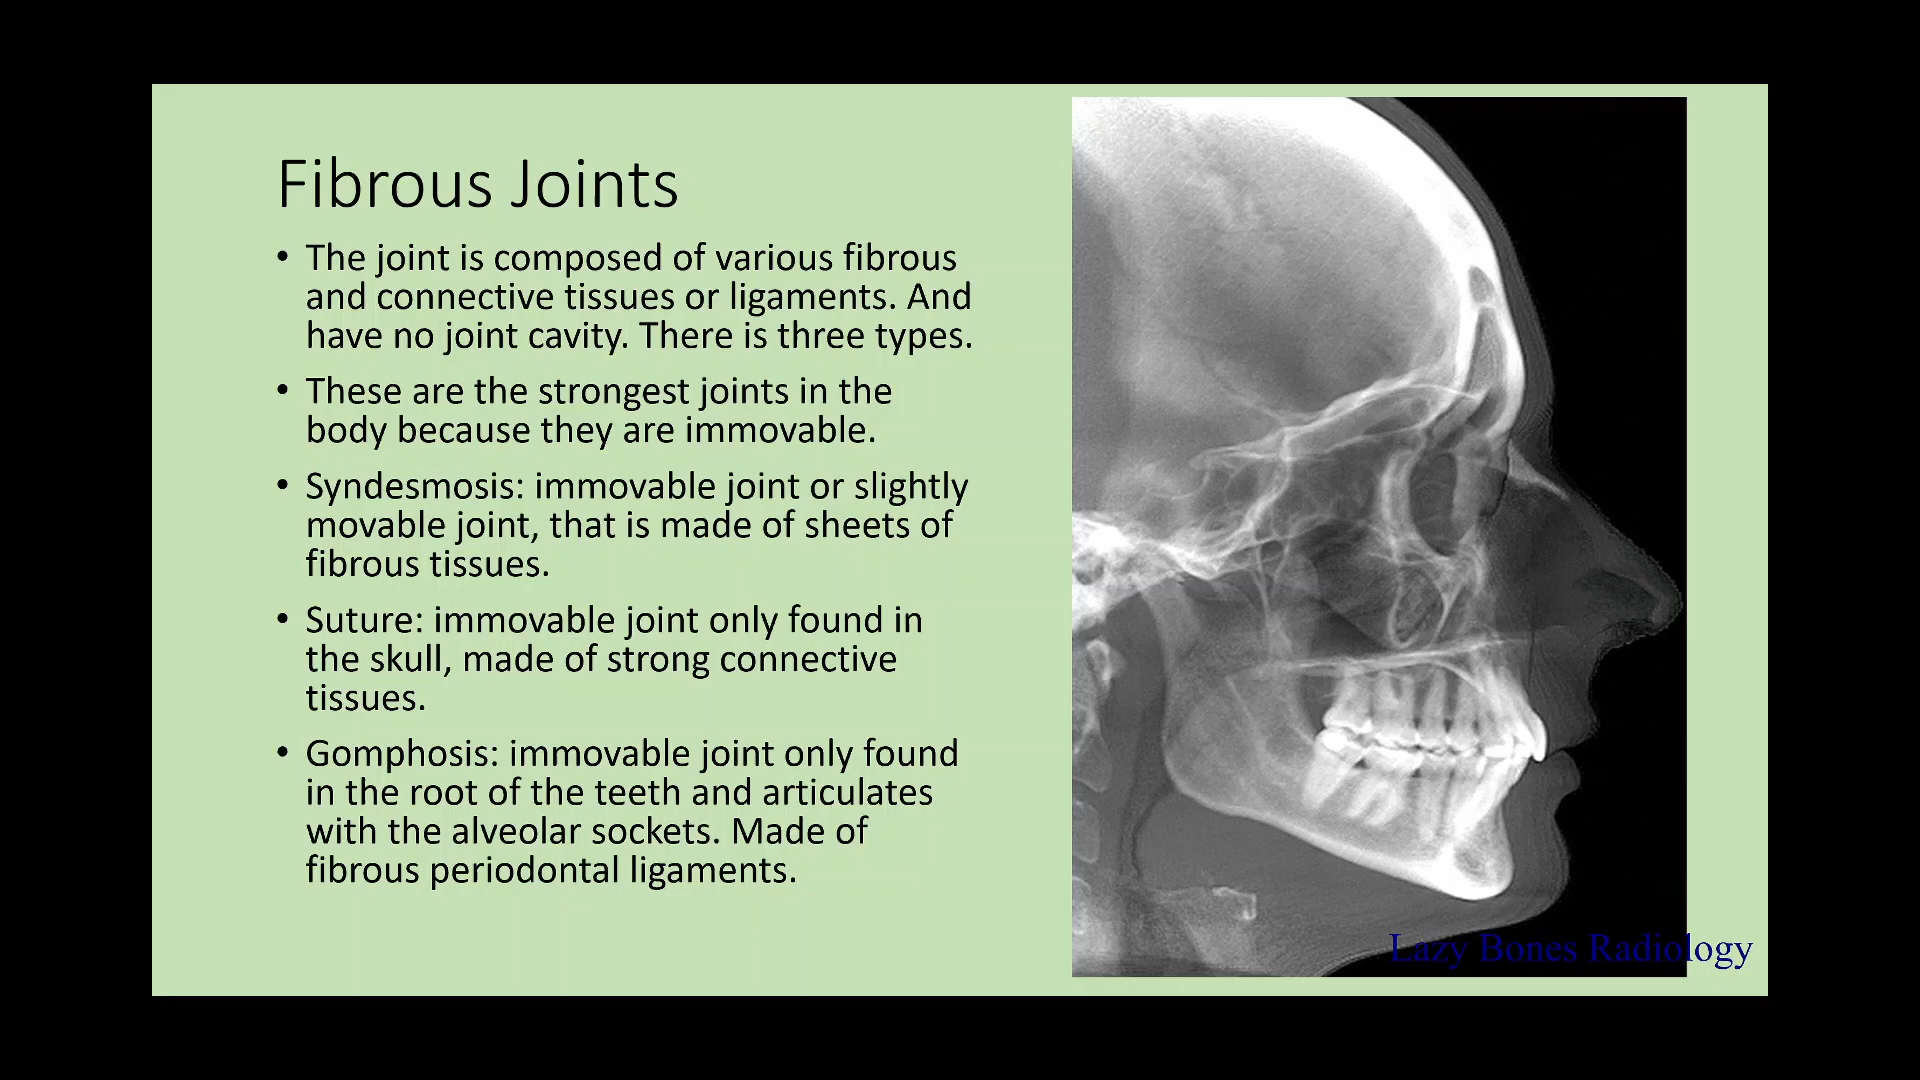 Fibrous Joints
• The joint is composed of various fibrous
and connective tissues or ligaments. And
have no joint cavity. There is three types.
• These are the strongest joints in the
body because they are immovable.
• Syndesmosis: immovable joint or slightly
movable joint, that is made of sheets of
fibrous tissues.
• Suture: immovable joint only found in
the skull, made of strong connective
tissues.
• Gomphosis: immovable joint only found
in the root of the teeth and articulates
with the alveolar sockets. Made of
fibrous periodontal ligaments.
Lazy Bones Radiology